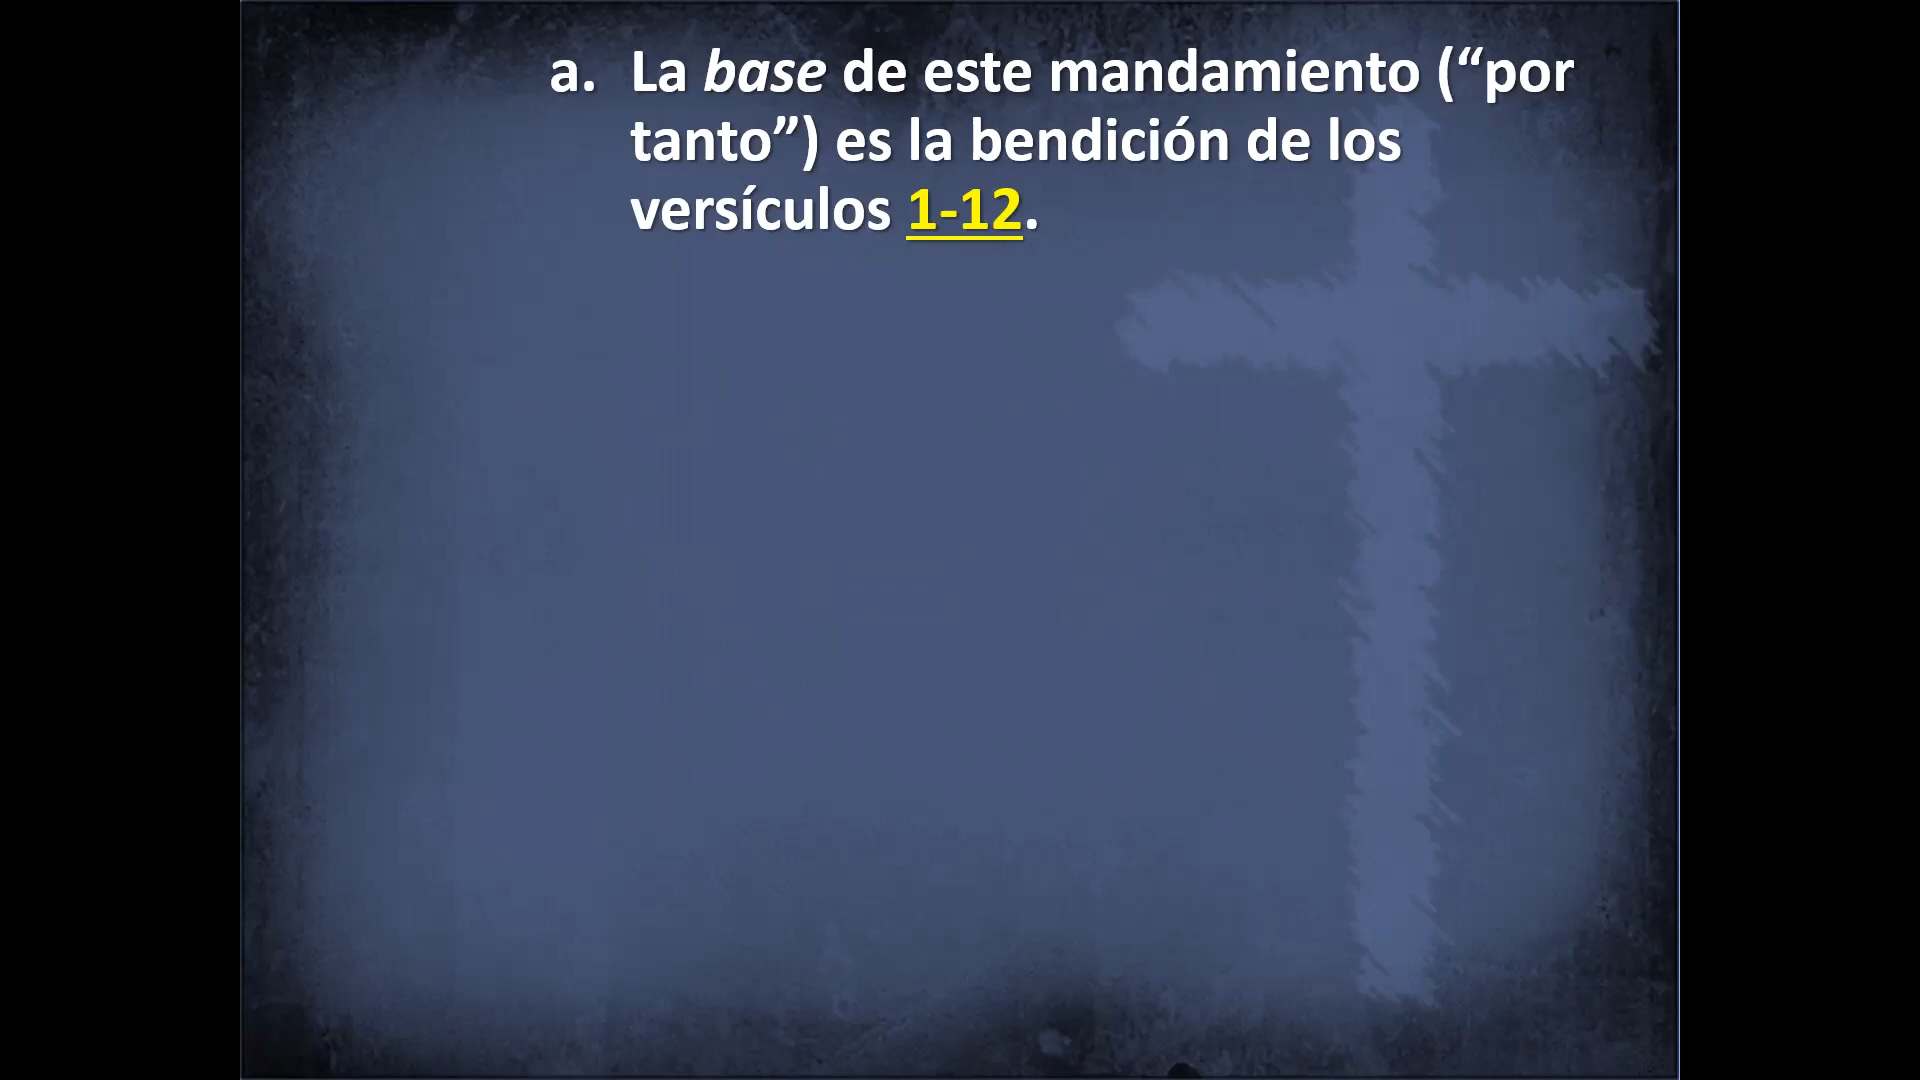 a. La base de este mandamiento (“por
tanto”) es la bendición de los
versículos 1-12.